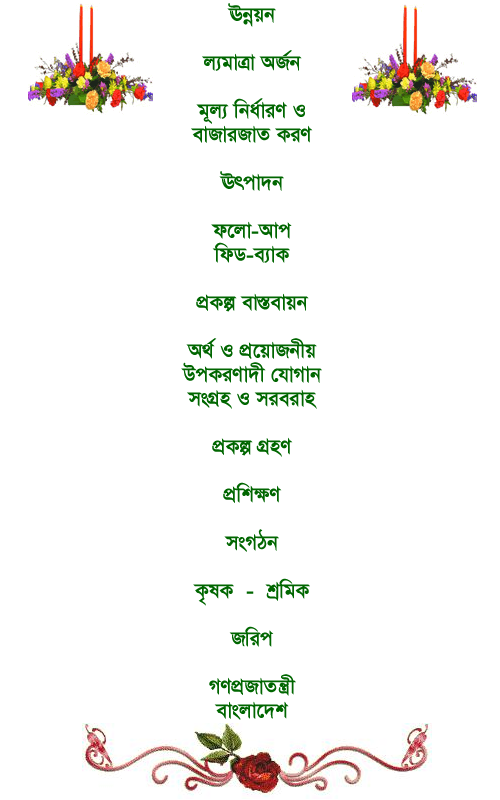 উন্নয়ন
ল্যমাত্রা অর্জন
মূল্য নির্ধারণ ও
বাজারজাত করণ
উৎপাদন
ফলো-আপ
ফিড-ব্যাক
প্রকল্প বাস্তবায়ন
অর্থ ও প্রয়োজনীয়
উপকরণাদী যোগান
সংগ্রহ ও সরবরাহ
প্রকল্প গ্রহণ
প্রশিক্ষণ
সংগঠন
কৃষক - শ্রমিক
জরিপ
গণপ্রজাতন্ত্রী
বাংলাদেশ